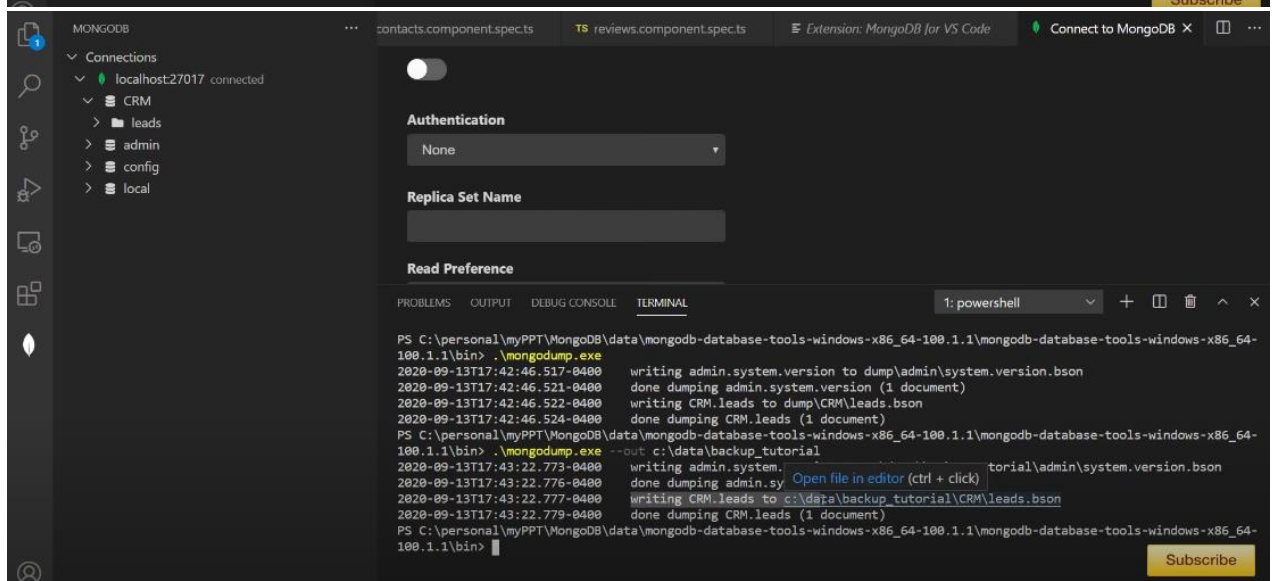 Subscribe
MONGODB ···
contacts.component.spec.ts TS reviews.component.spec.ts Extension: MongoDB for VS Code Connect to MongoDB × ···
1
Connections
localhost:27017 connected
CRM
leads
admin
config
local
Authentication
None
Replica Set Name
Read Preference
PROBLEMS OUTPUT DEBUG CONSOLE TERMINAL 1: powershell
PS C:\personal\myPPT\MongoDB\data\mongodb-database-tools-windows-x86_64-100.1.1\mongodb-database-tools-windows-x86_64-
100.1.1\bin> .\mongodump.exe
2020-09-13T17:42:46.517-0400 writing admin.system.version to dump\admin\system.version.bson
2020-09-13T17:42:46.521-0400 done dumping admin.system.version (1 document)
2020-09-13T17:42:46.522-0400 writing CRM.leads to dump\CRM\leads.bson
2020-09-13T17:42:46.524-0400 done dumping CRM.leads (1 document)
PS C:\personal\myPPT\MongoDB\data\mongodb-database-tools-windows-x86_64-100.1.1\mongodb-database-tools-windows-x86_64-
100.1.1\bin> .\mongodump.exe --out c:\data\backup_tutorial
2020-09-13T17:43:22.773-0400 writing admin.system. torial\admin\system.version.bson
Open file in editor (ctrl + click)
2020-09-13T17:43:22.776-0400 done dumping admin.sy
2020-09-13T17:43:22.777-0400 writing CRM.leads to c:\data\backup_tutorial\CRM\leads.bson
2020-09-13T17:43:22.779-0400 done dumping CRM.leads (1 document)
PS C:\personal\myPPT\MongoDB\data\mongodb-database-tools-windows-x86_64-100.1.1\mongodb-database-tools-windows-x86_64-
100.1.1\bin>
Subscribe